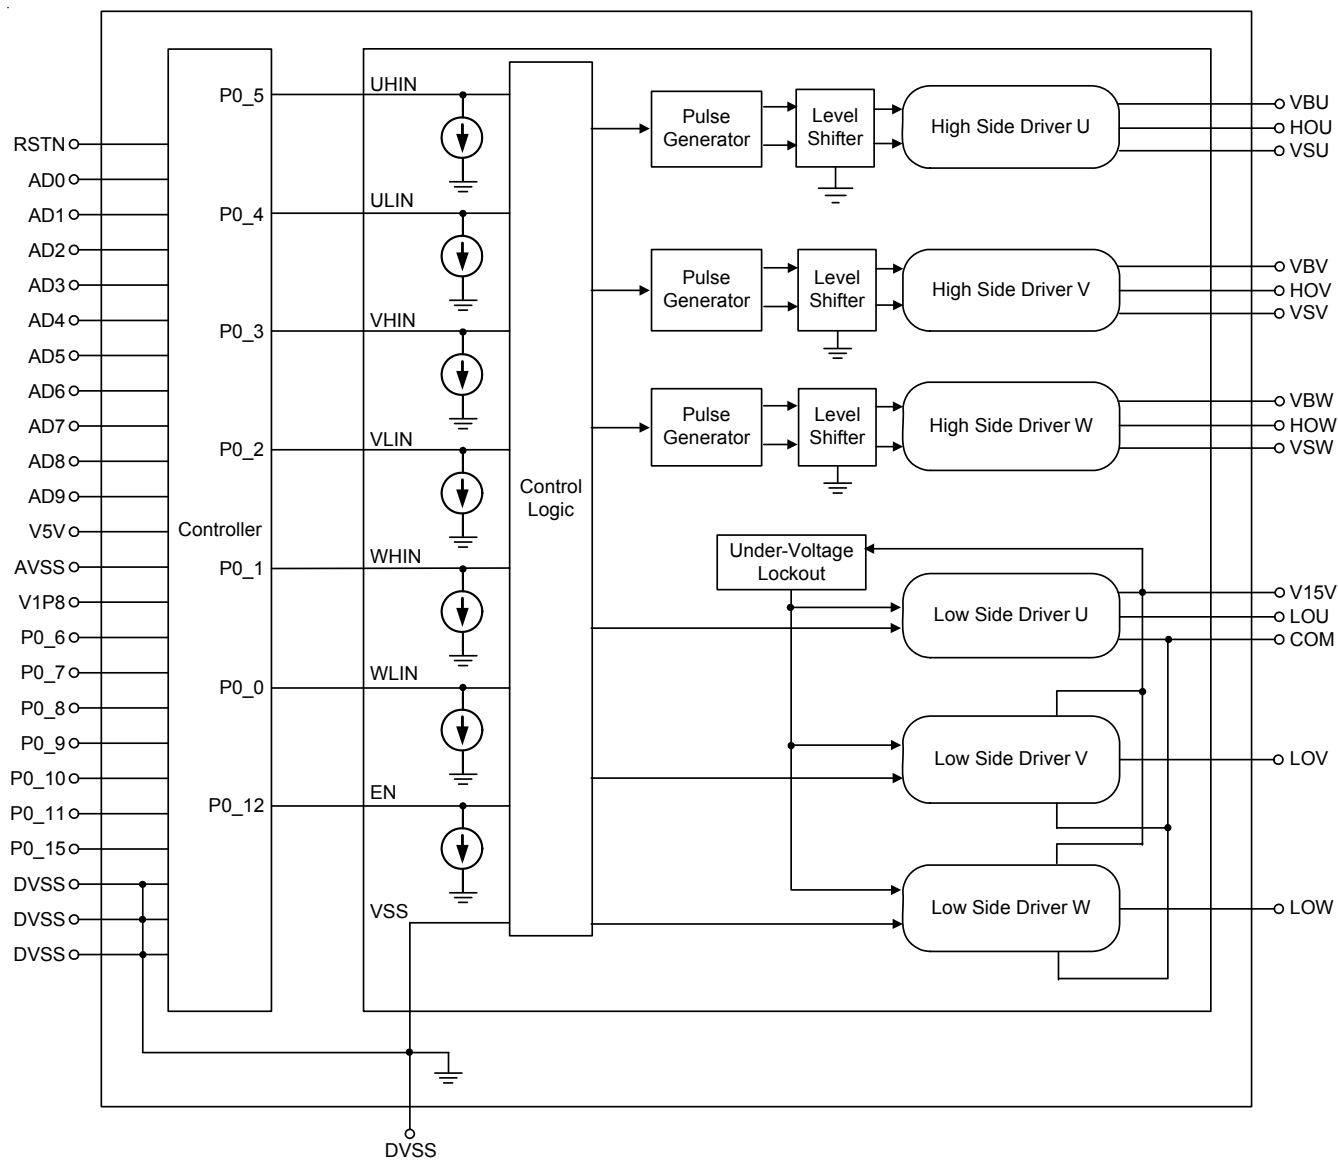 RSTN
AD0
AD1
AD2
AD3
AD4
AD5
AD6
AD7
AD8
AD9
V5V
AVSS
V1P8
P0_6
P0_7
P0_8
P0_9
P0_10
P0_11
P0_15
DVSS
DVSS
DVSS
Controller
P0_5
P0_4
P0_3
P0_2
P0_1
P0_0
P0_12
UHIN
ULIN
VHIN
VLIN
WHIN
WLIN
EN
VSS
Control
Logic
Pulse
Generator
Level
Shifter
High Side Driver U
Pulse
Generator
Level
Shifter
High Side Driver V
Pulse
Generator
Level
Shifter
High Side Driver W
Under-Voltage
Lockout
Low Side Driver U
Low Side Driver V
Low Side Driver W
VBU
HOU
VSU
VBV
HOV
VSV
VBW
HOW
VSW
V15V
LOU
COM
LOV
LOW
DVSS